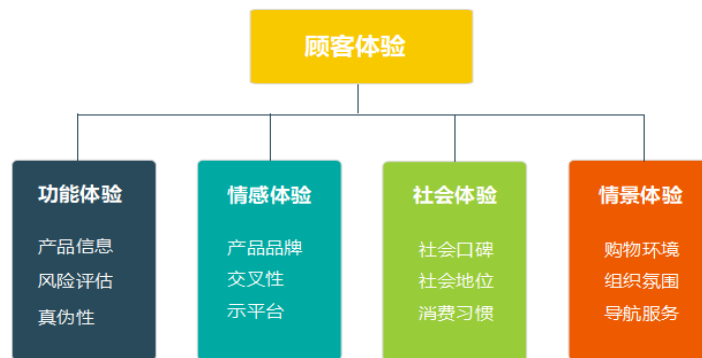 顾客体验
功能体验
产品信息
风险评估
真伪性
情感体验
产品品牌
交叉性
示平台
社会体验
社会口碑
社会地位
消费习惯
情景体验
购物环境
组织氛围
导航服务